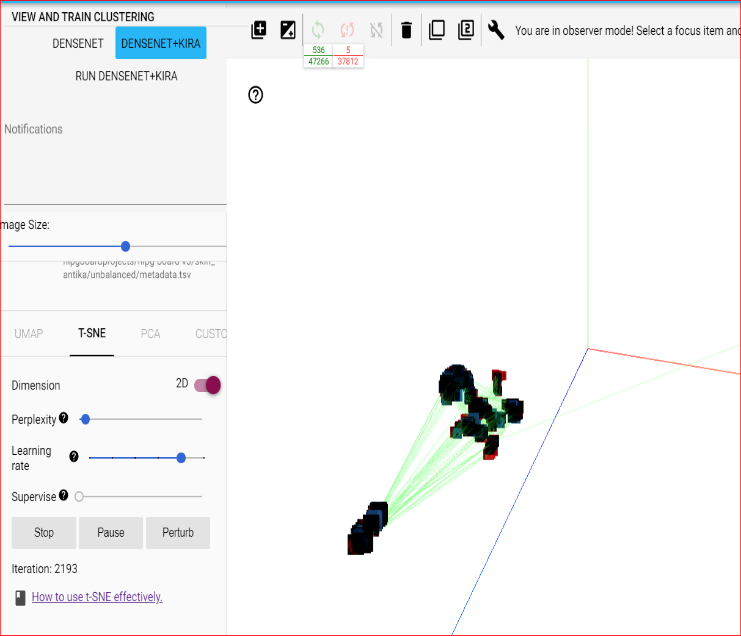 VIEW AND TRAIN CLUSTERING
DENSENET
DENSENET+KIRA
RUN DENSENET+KIRA
You are in observer mode! Select a focus item and
536 5
47266 37812
Notifications
mage Size:
antika/unbalanced/metadata.tsv
UMAP T-SNE PCA CUSTO
Dimension 2D
Perplexity
Learning
rate
Supervise
Stop Pause Perturb
Iteration: 2193
How to use t-SNE effectively.